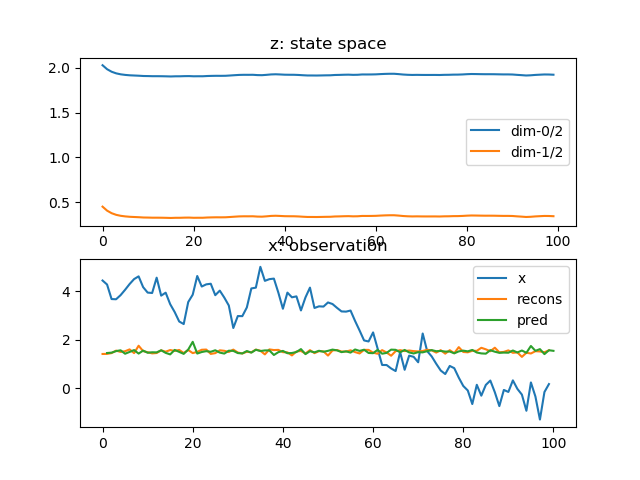 z: state space
2.0
1.5
1.0
0.5
dim-0/2
dim-1/2
0 20 40 60 80 100
x: observation
4
2
0
x
recons
pred
0 20 40 60 80 100